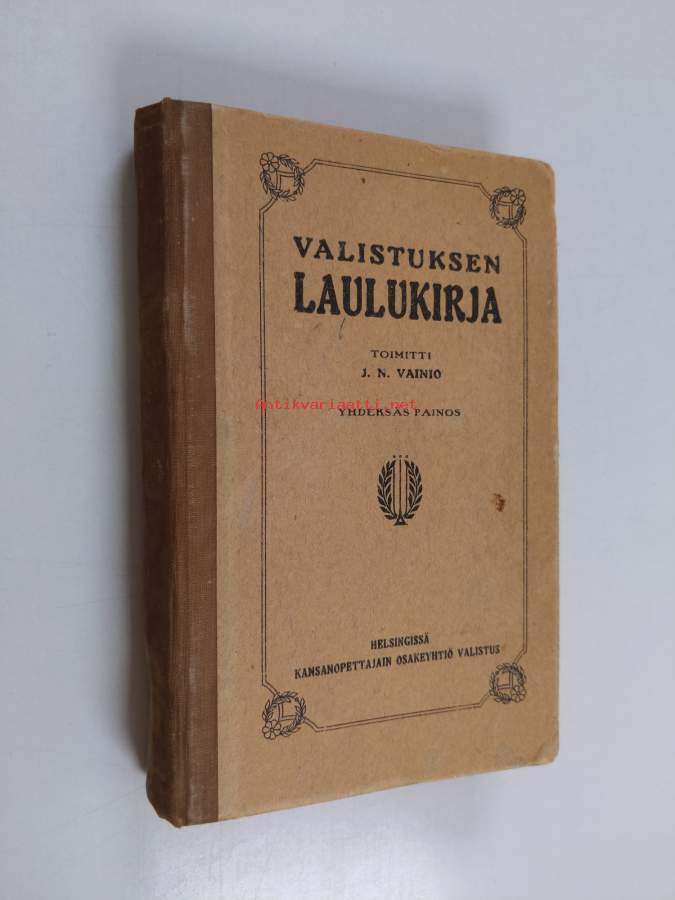 VALISTUKSEN
LAULUKIRJA
TOIMITTI
J. N. VAINIO
Antikvariaatti.net
YHDEKSÄS PAINOS
HELSINGISSÄ
KANSANOPETTAJAIN OSAKEYHTIÖ VALISTUS